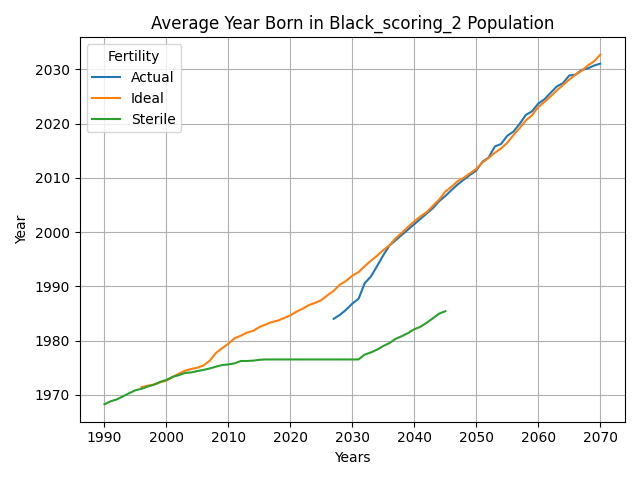 Average Year Born in Black_scoring_2 Population
Fertility
Actual
Ideal
Sterile
Year
2030
2020
2010
2000
1990
1980
1970
1990 2000 2010 2020 2030 2040 2050 2060 2070
Years